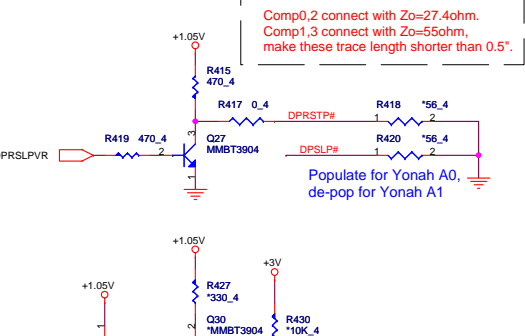 Comp0,2 connect with Zo=27.4ohm.
Comp1,3 connect with Zo=55ohm,
make these trace length shorter than 0.5".
+1.05V
R415
470_4
R417 0_4
DPRSTP#
R418 *56_4
1 2
3
R419 470_4
Q27
MMBT3904
DPRSLPVR
2
1
DPSLP#
R420 *56_4
1 2
Populate for Yonah A0,
de-pop for Yonah A1
+1.05V
+3V
+1.05V
R427
*330_4
Q30
*MMBT3904
R430
*10K_4
1
2